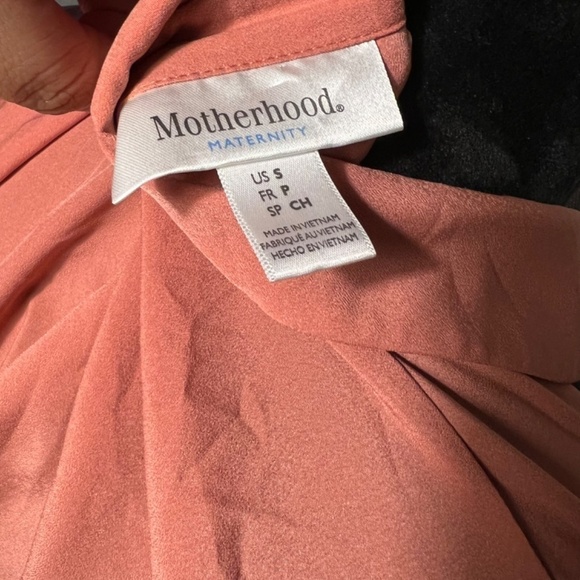 Motherhood®
MATERNITY
US S
FR P
SP CH
MADE IN VIETNAM
FABRIQUE AU VIETNAM
HECHO EN VIETNAM